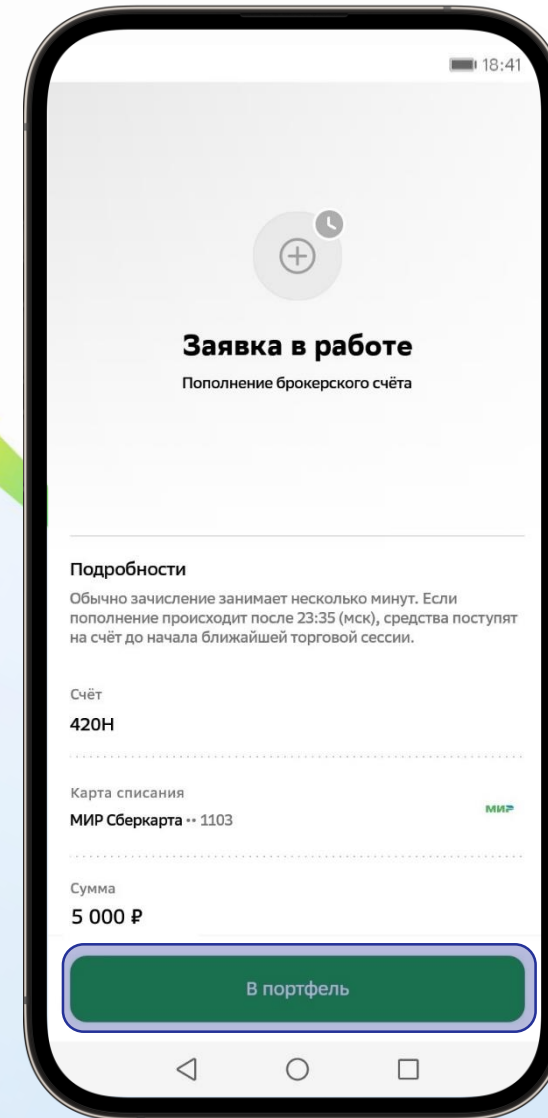 18:41
Заявка в работе
Пополнение брокерского счёта
Подробности
Обычно зачисление занимает несколько минут. Если
пополнение происходит после 23:35 (мск), средства поступят
на счёт до начала ближайшей торговой сессии.
Счёт
420H
Карта списания
МИР Сберкарта •• 1103
МИР
Сумма
5 000 ₽
В портфель